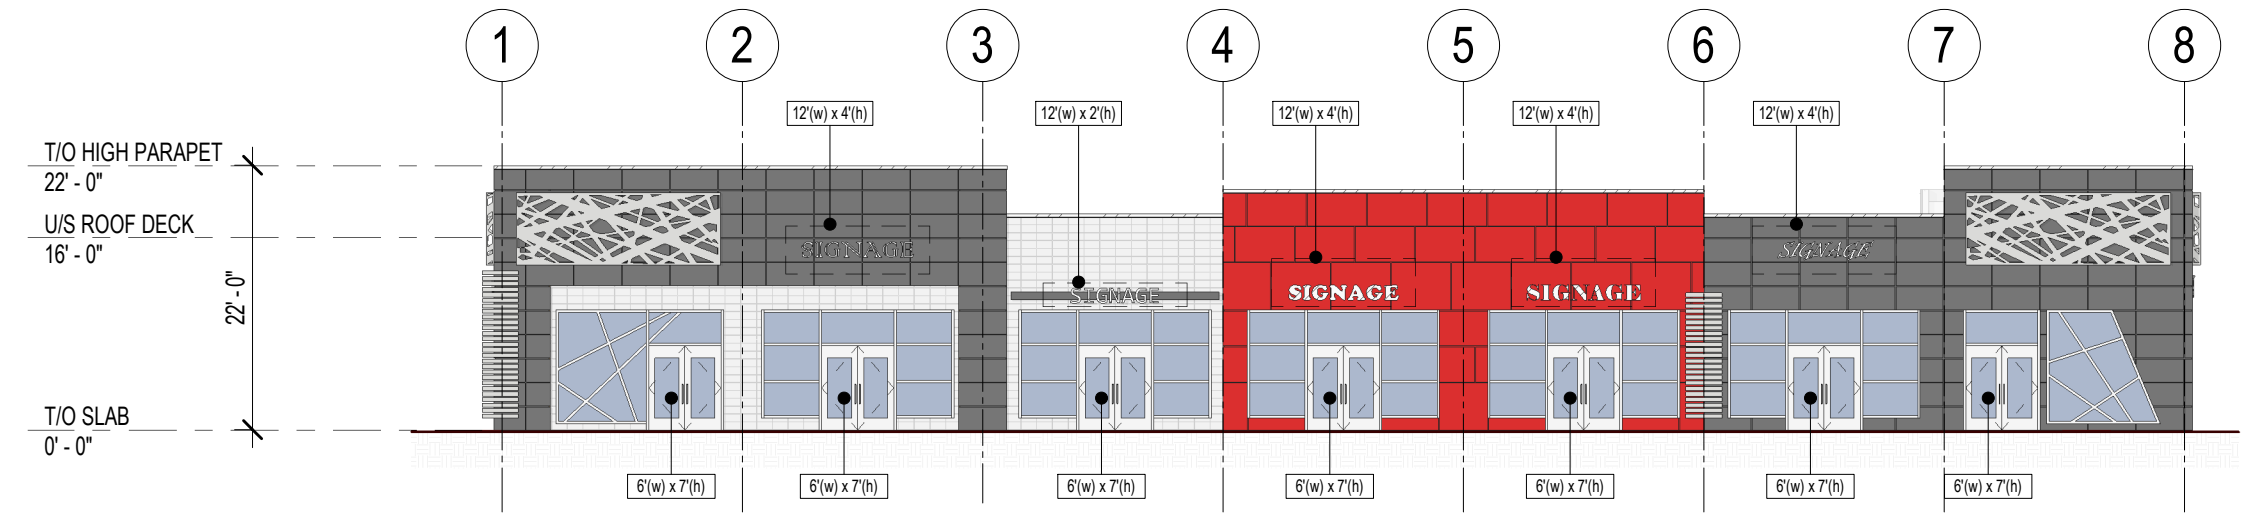 1 2 3 4 5 6 7 8
12'(w) x 4'(h) 12'(w) x 2'(h) 12'(w) x 4'(h) 12'(w) x 4'(h) 12'(w) x 4'(h)
T/O HIGH PARAPET
22' - 0"
U/S ROOF DECK
16' - 0"
22' - 0"
SIGNAGE SIGNAGE SIGNAGE SIGNAGE SIGNAGE
T/O SLAB
0' - 0"
6'(w) x 7'(h) 6'(w) x 7'(h) 6'(w) x 7'(h) 6'(w) x 7'(h) 6'(w) x 7'(h) 6'(w) x 7'(h) 6'(w) x 7'(h)